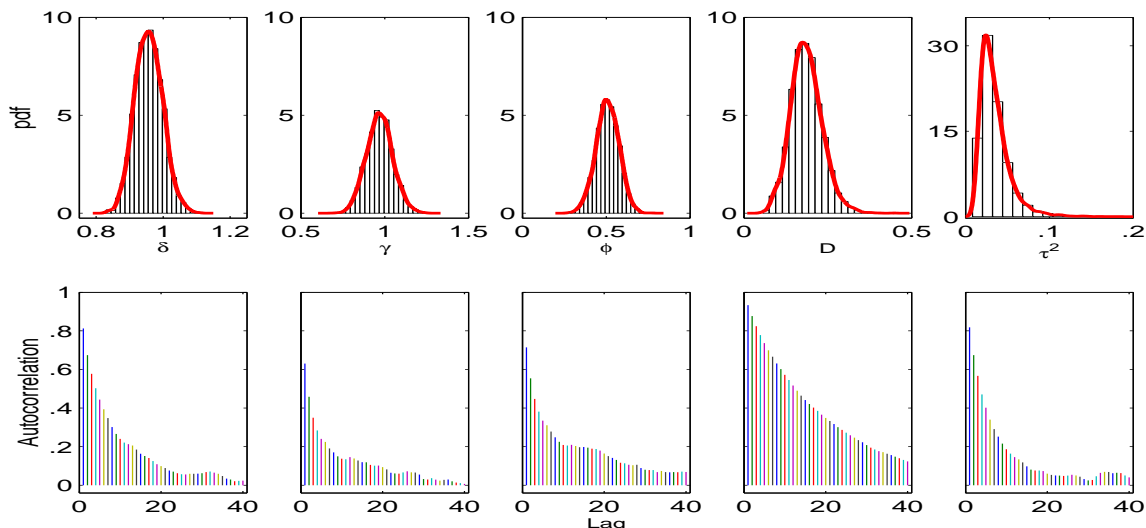 10 10 10 10
30
pdf
5 5 5 5
15
0 0 0 0 0
0.8 1 1.2 0.5 1 1.5 0 0.5 1 0 0.5 0 .1 0.2
δ γ ϕ D τ²
1
.8
.6
.4
.2
0
Autocorrelation
0 20 40 0 20 40 0 20 40 0 20 40 0 20 40
Lag